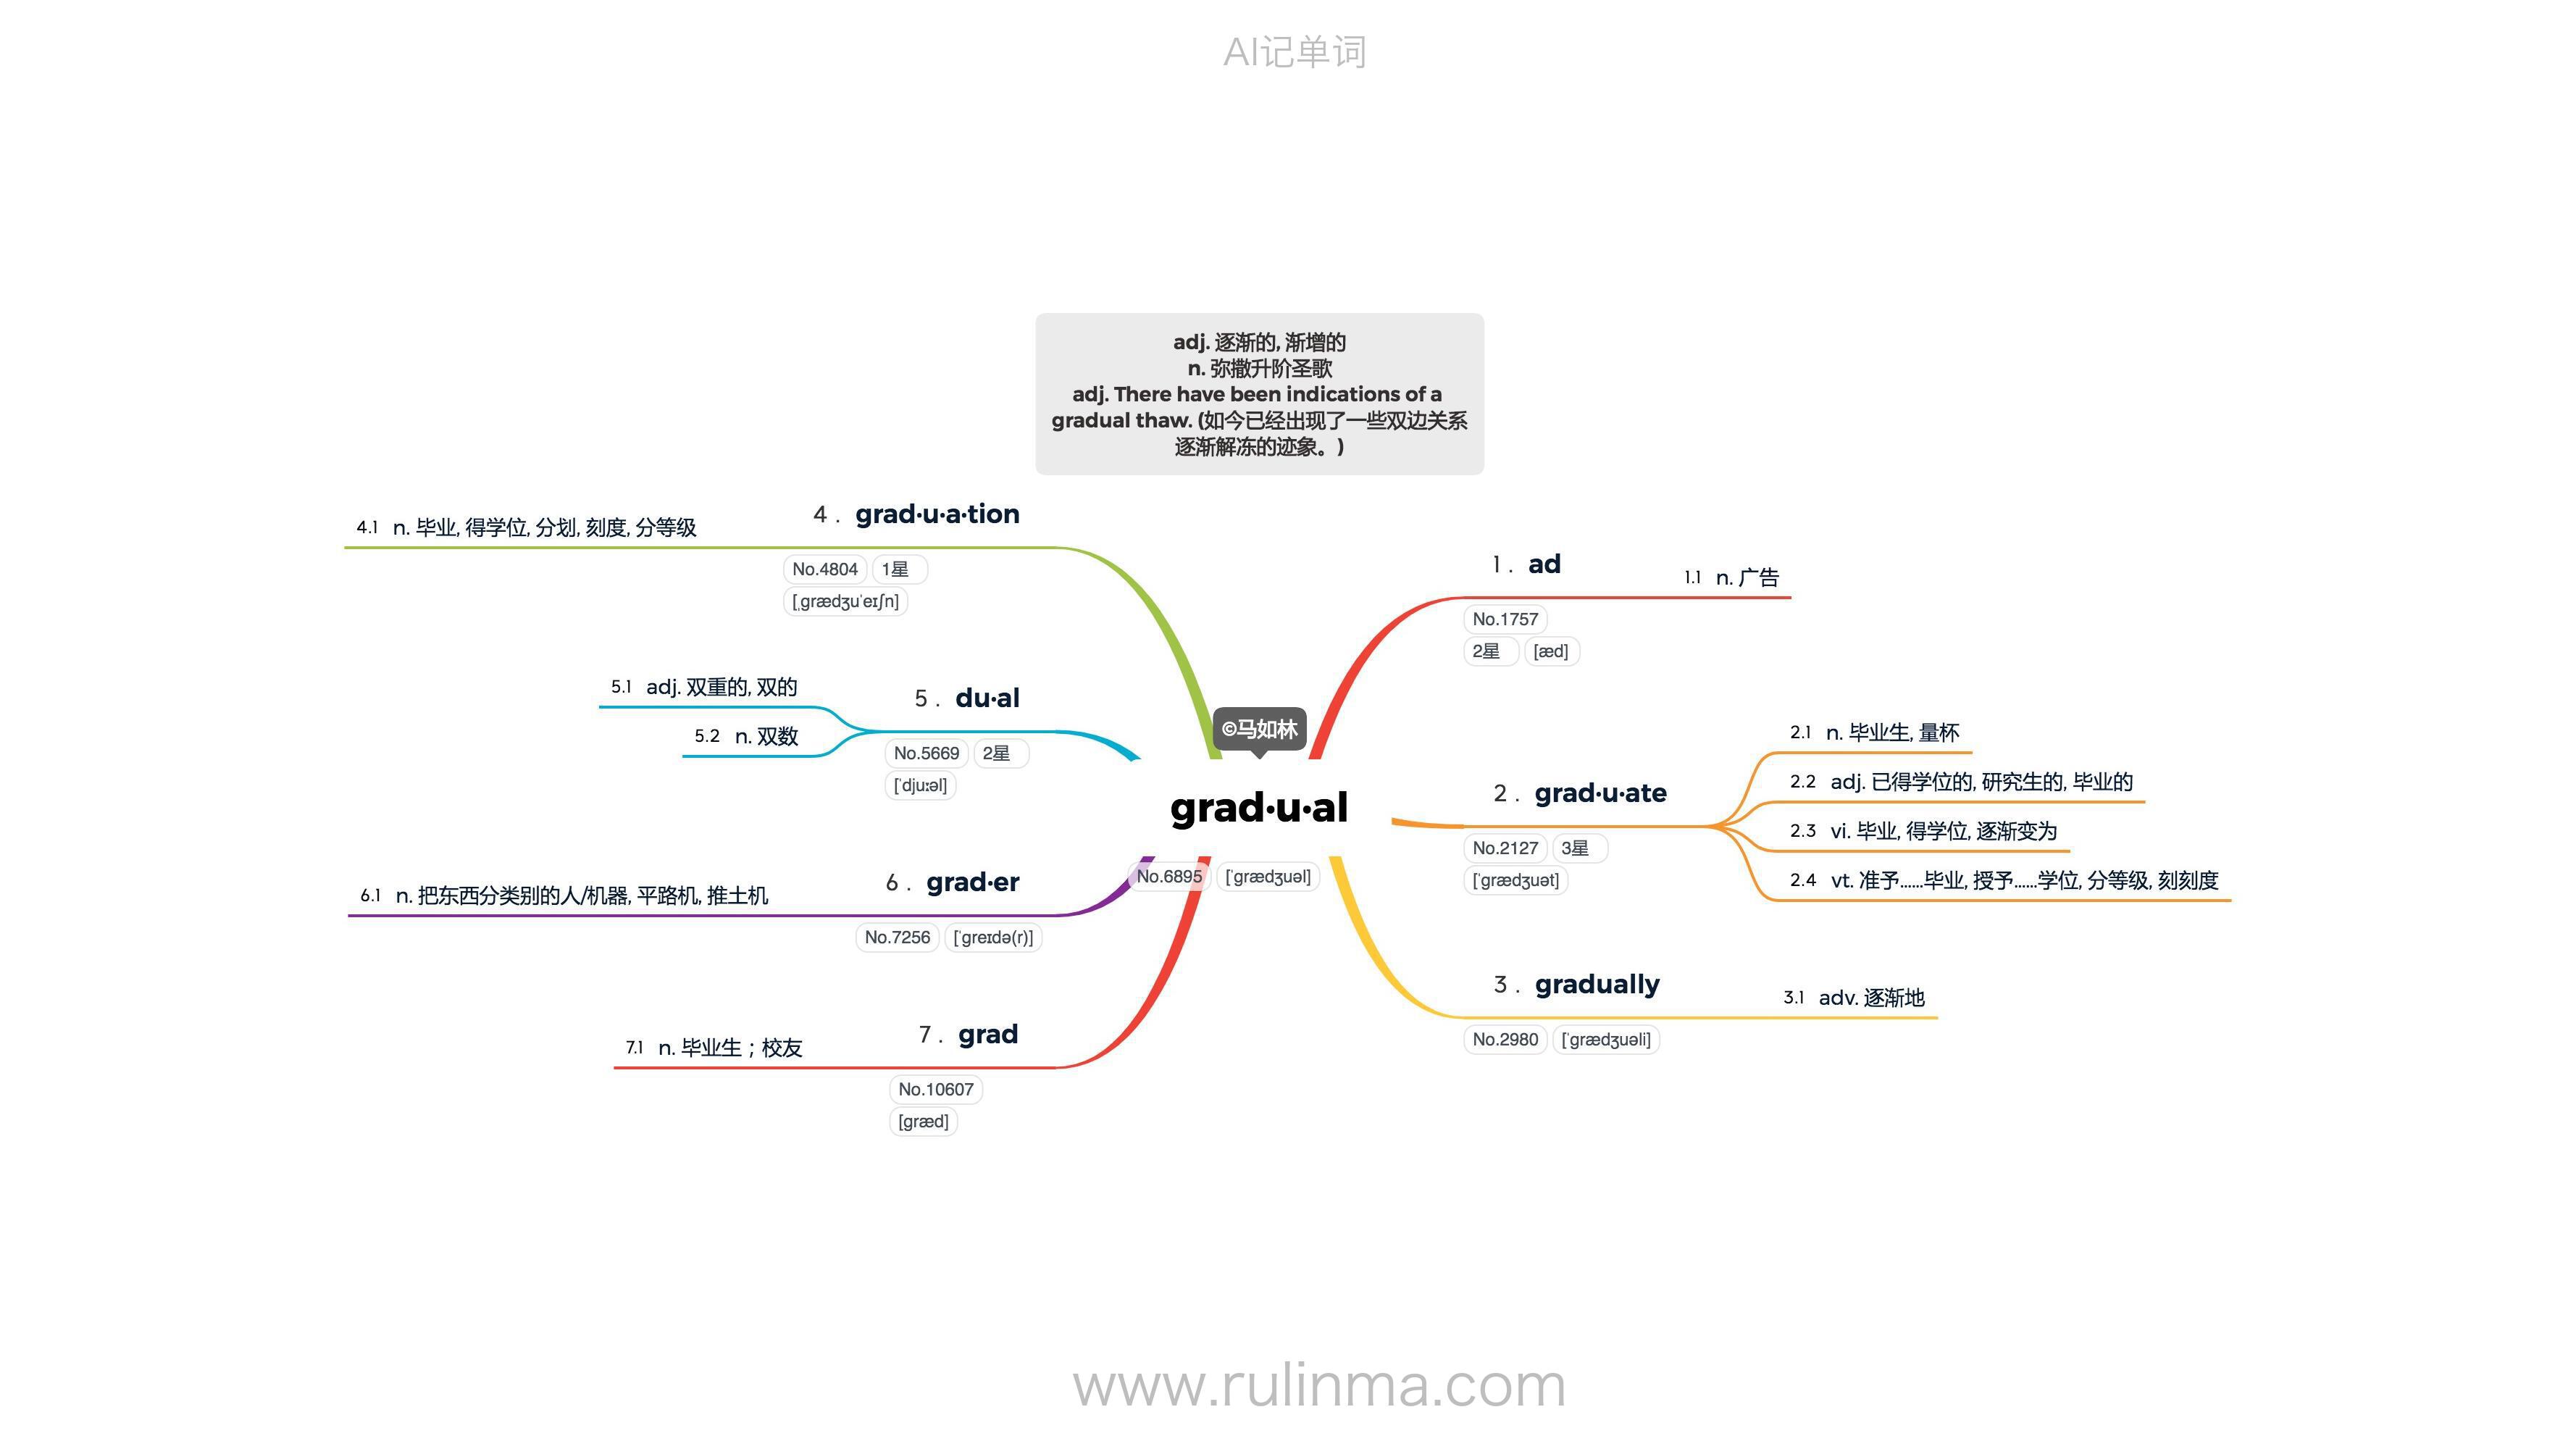 AI记单词
adj. 逐渐的, 渐增的
n. 弥撒升阶圣歌
adj. There have been indications of a
gradual thaw. (如今已经出现了一些双边关系
逐渐解冻的迹象。)
©马如林
grad·u·al
No.6895 [ˈɡrædʒuəl]
1 . ad
No.1757
2星 [æd]
1.1 n. 广告
2 . grad·u·ate
No.2127 3星
[ˈɡrædʒuət]
2.1 n. 毕业生, 量杯
2.2 adj. 已得学位的, 研究生的, 毕业的
2.3 vi. 毕业, 得学位, 逐渐变为
2.4 vt. 准予……毕业, 授予……学位, 分等级, 刻刻度
3 . gradually
No.2980 [ˈɡrædʒuəli]
3.1 adv. 逐渐地
4 . grad·u·a·tion
No.4804 1星
[ˌɡrædʒuˈeɪʃn]
4.1 n. 毕业, 得学位, 分划, 刻度, 分等级
5 . du·al
No.5669 2星
[ˈdjuːəl]
5.1 adj. 双重的, 双的
5.2 n. 双数
6 . grad·er
No.7256 [ˈɡreɪdə(r)]
6.1 n. 把东西分类别的人/机器, 平路机, 推土机
7 . grad
No.10607
[ɡræd]
7.1 n. 毕业生；校友
www.rulinma.com